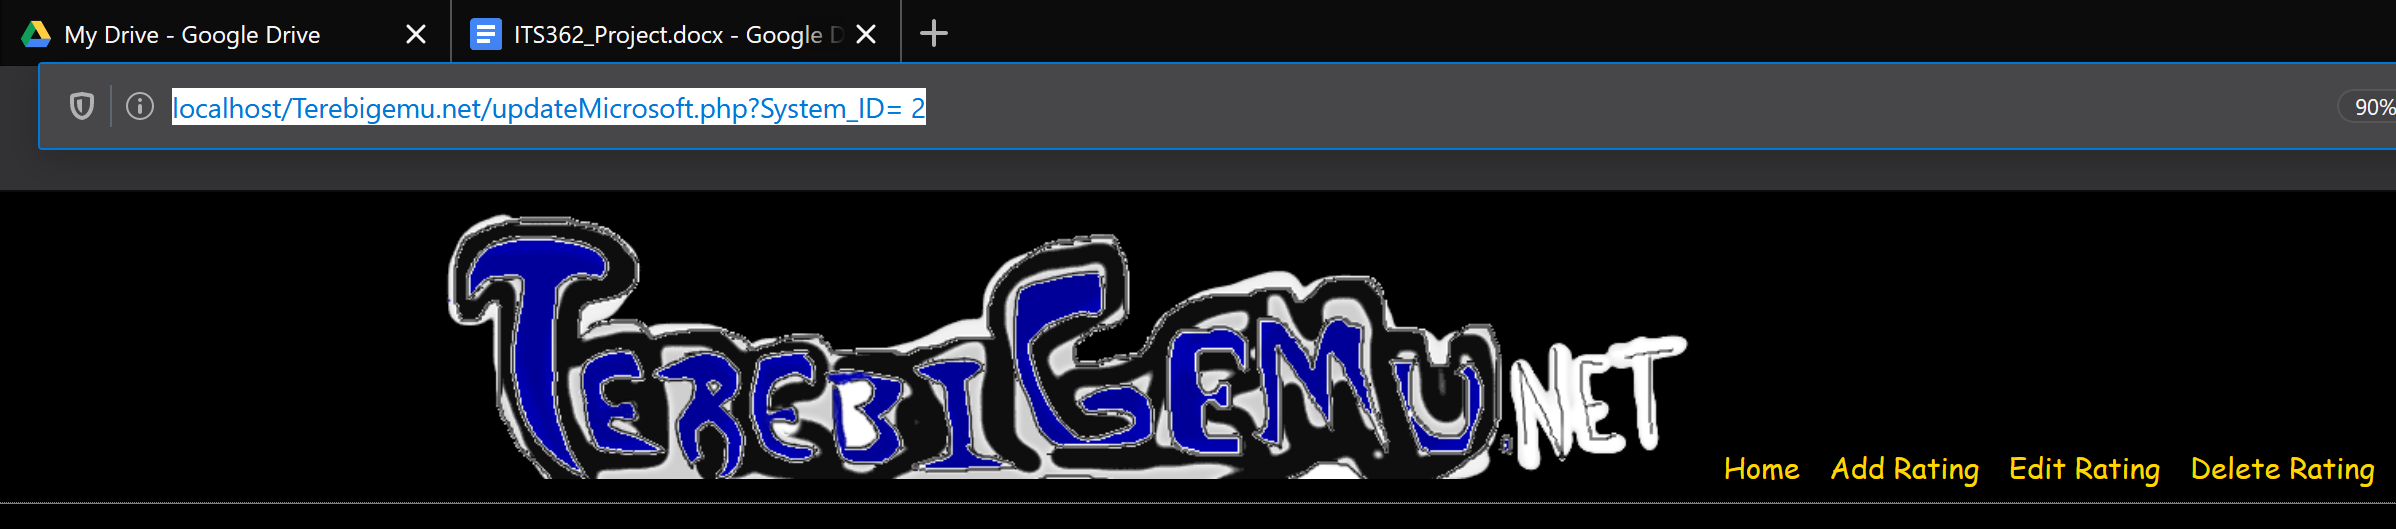 My Drive - Google Drive
ITS362_Project.docx - Google D
localhost/Terebigemu.net/updateMicrosoft.php?System_ID= 2
90%
TEREBIGEMU.NET
Home Add Rating Edit Rating Delete Rating